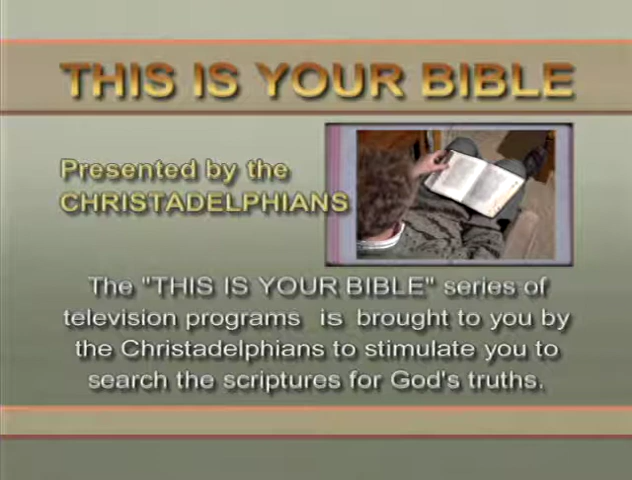 THIS IS YOUR BIBLE
Presented by the
CHRISTADELPHIANS
The "THIS IS YOUR BIBLE" series of
television programs is brought to you by
the Christadelphians to stimulate you to
search the scriptures for God's truths.